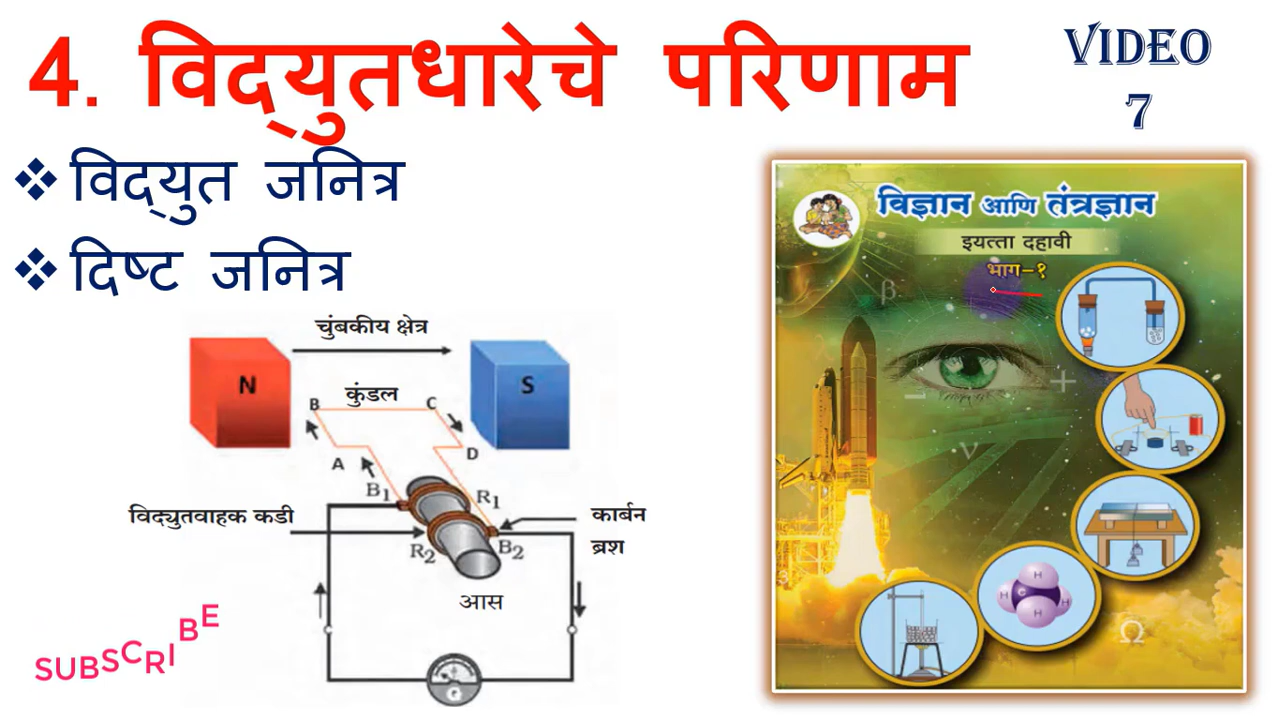 4. विद्‌युतधारेचे परिणाम
VIDEO
7
❖ विद्‌युत जनित्र
❖ दिष्ट जनित्र
चुंबकीय क्षेत्र
N
S
कुंडल
B
C
A
D
B1
R1
विद्‌युतवाहक कडी
R2
B2
कार्बन
ब्रश
आस
G
SUBSCRIBE
विज्ञान आणि तंत्रज्ञान
इयत्ता दहावी
भाग-१
β
+
−
ν
H
H
C
H
H
Ω